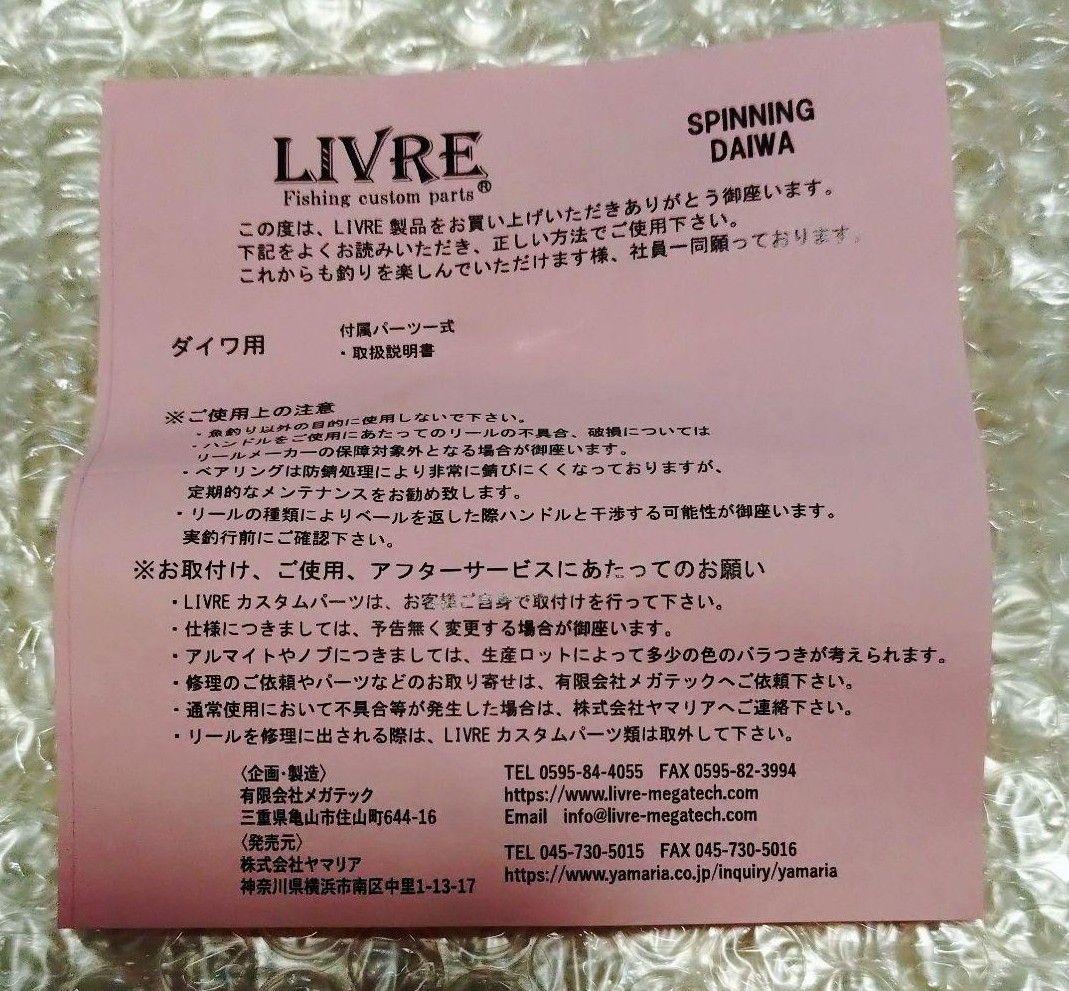 LIVRE
Fishing custom parts®
SPINNING
DAIWA
この度は、LIVRE 製品をお買い上げいただきありがとう御座います。
下記をよくお読みいただき、正しい方法でご使用下さい。
これからも釣りを楽しんでいただけます様、社員一同願っております。
ダイワ用
付属パーツ一式
・取扱説明書
※ご使用上の注意
・魚釣り以外の目的に使用しないで下さい。
・ハンドルをご使用にあたってのリールの不具合、破損については
リールメーカーの保障対象外となる場合が御座います。
・ベアリングは防錆処理により非常に錆びにくくなっておりますが、
定期的なメンテナンスをお勧め致します。
・リールの種類によりベールを返した際ハンドルと干渉する可能性が御座います。
実釣行前にご確認下さい。
※お取付け、ご使用、アフターサービスにあたってのお願い
・LIVRE カスタムパーツは、お客様ご自身で取付けを行って下さい。
・仕様につきましては、予告無く変更する場合が御座います。
・アルマイトやノブにつきましては、生産ロットによって多少の色のバラつきが考えられます。
・修理のご依頼やパーツなどのお取り寄せは、有限会社メガテックへご依頼下さい。
・通常使用において不具合等が発生した場合は、株式会社ヤマリアへご連絡下さい。
・リールを修理に出される際は、LIVRE カスタムパーツ類は取外して下さい。
〈企画・製造〉
有限会社メガテック
三重県亀山市住山町644-16
TEL 0595-84-4055 FAX 0595-82-3994
https://www.livre-megatech.com
Email info@livre-megatech.com
〈発売元〉
株式会社ヤマリア
神奈川県横浜市南区中里1-13-17
TEL 045-730-5015 FAX 045-730-5016
https://www.yamaria.co.jp/inquiry/yamaria